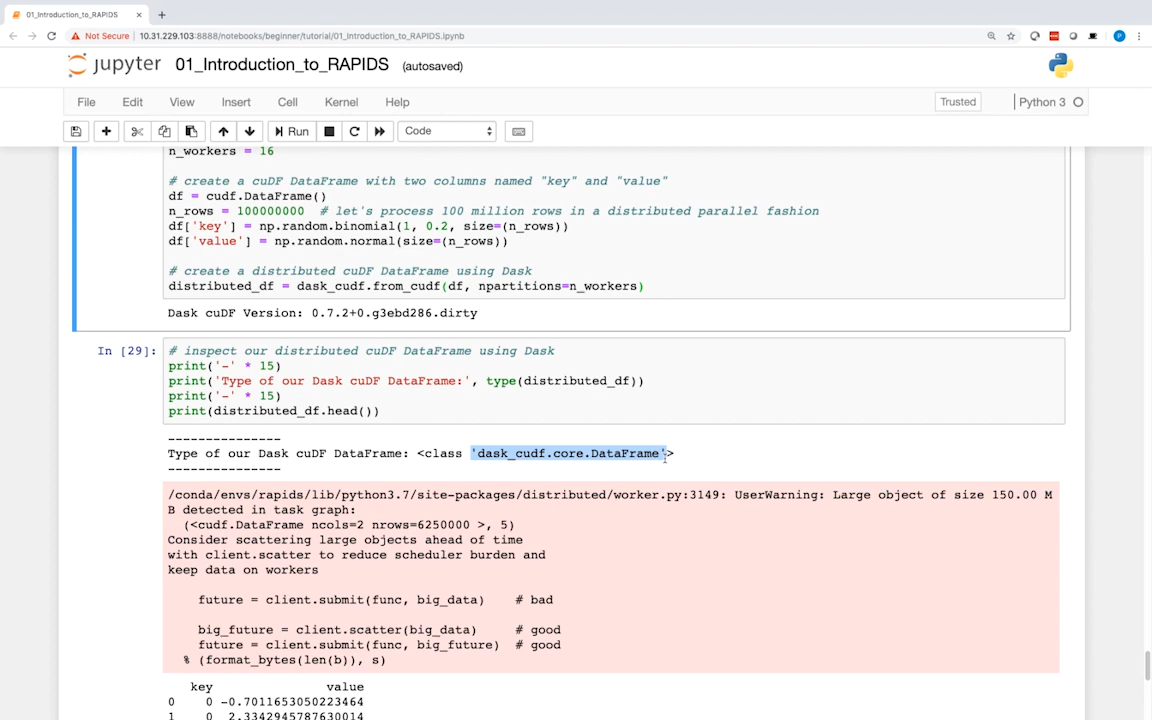 01_Introduction_to_RAPIDS
Not Secure | 10.31.229.103:8888/notebooks/beginner/tutorial/01_Introduction_to_RAPIDS.ipynb
jupyter 01_Introduction_to_RAPIDS (autosaved)
File Edit View Insert Cell Kernel Help Trusted Python 3
Run Code
n_workers = 16
# create a cuDF DataFrame with two columns named "key" and "value"
df = cudf.DataFrame()
n_rows = 100000000  # let's process 100 million rows in a distributed parallel fashion
df['key'] = np.random.binomial(1, 0.2, size=(n_rows))
df['value'] = np.random.normal(size=(n_rows))
# create a distributed cuDF DataFrame using Dask
distributed_df = dask_cudf.from_cudf(df, npartitions=n_workers)
Dask cuDF Version: 0.7.2+0.g3ebd286.dirty
In [29]: # inspect our distributed cuDF DataFrame using Dask
print('-' * 15)
print('Type of our Dask cuDF DataFrame:', type(distributed_df))
print('-' * 15)
print(distributed_df.head())
---------------
Type of our Dask cuDF DataFrame: <class 'dask_cudf.core.DataFrame'>
---------------
/conda/envs/rapids/lib/python3.7/site-packages/distributed/worker.py:3149: UserWarning: Large object of size 150.00 M
B detected in task graph:
(<cudf.DataFrame ncols=2 nrows=6250000 >, 5)
Consider scattering large objects ahead of time
with client.scatter to reduce scheduler burden and
keep data on workers
future = client.submit(func, big_data)    # bad
big_future = client.scatter(big_data)     # good
future = client.submit(func, big_future)  # good
% (format_bytes(len(b)), s)
key value
0 0 -0.7011653050223464
1 0 2.3342945787630014